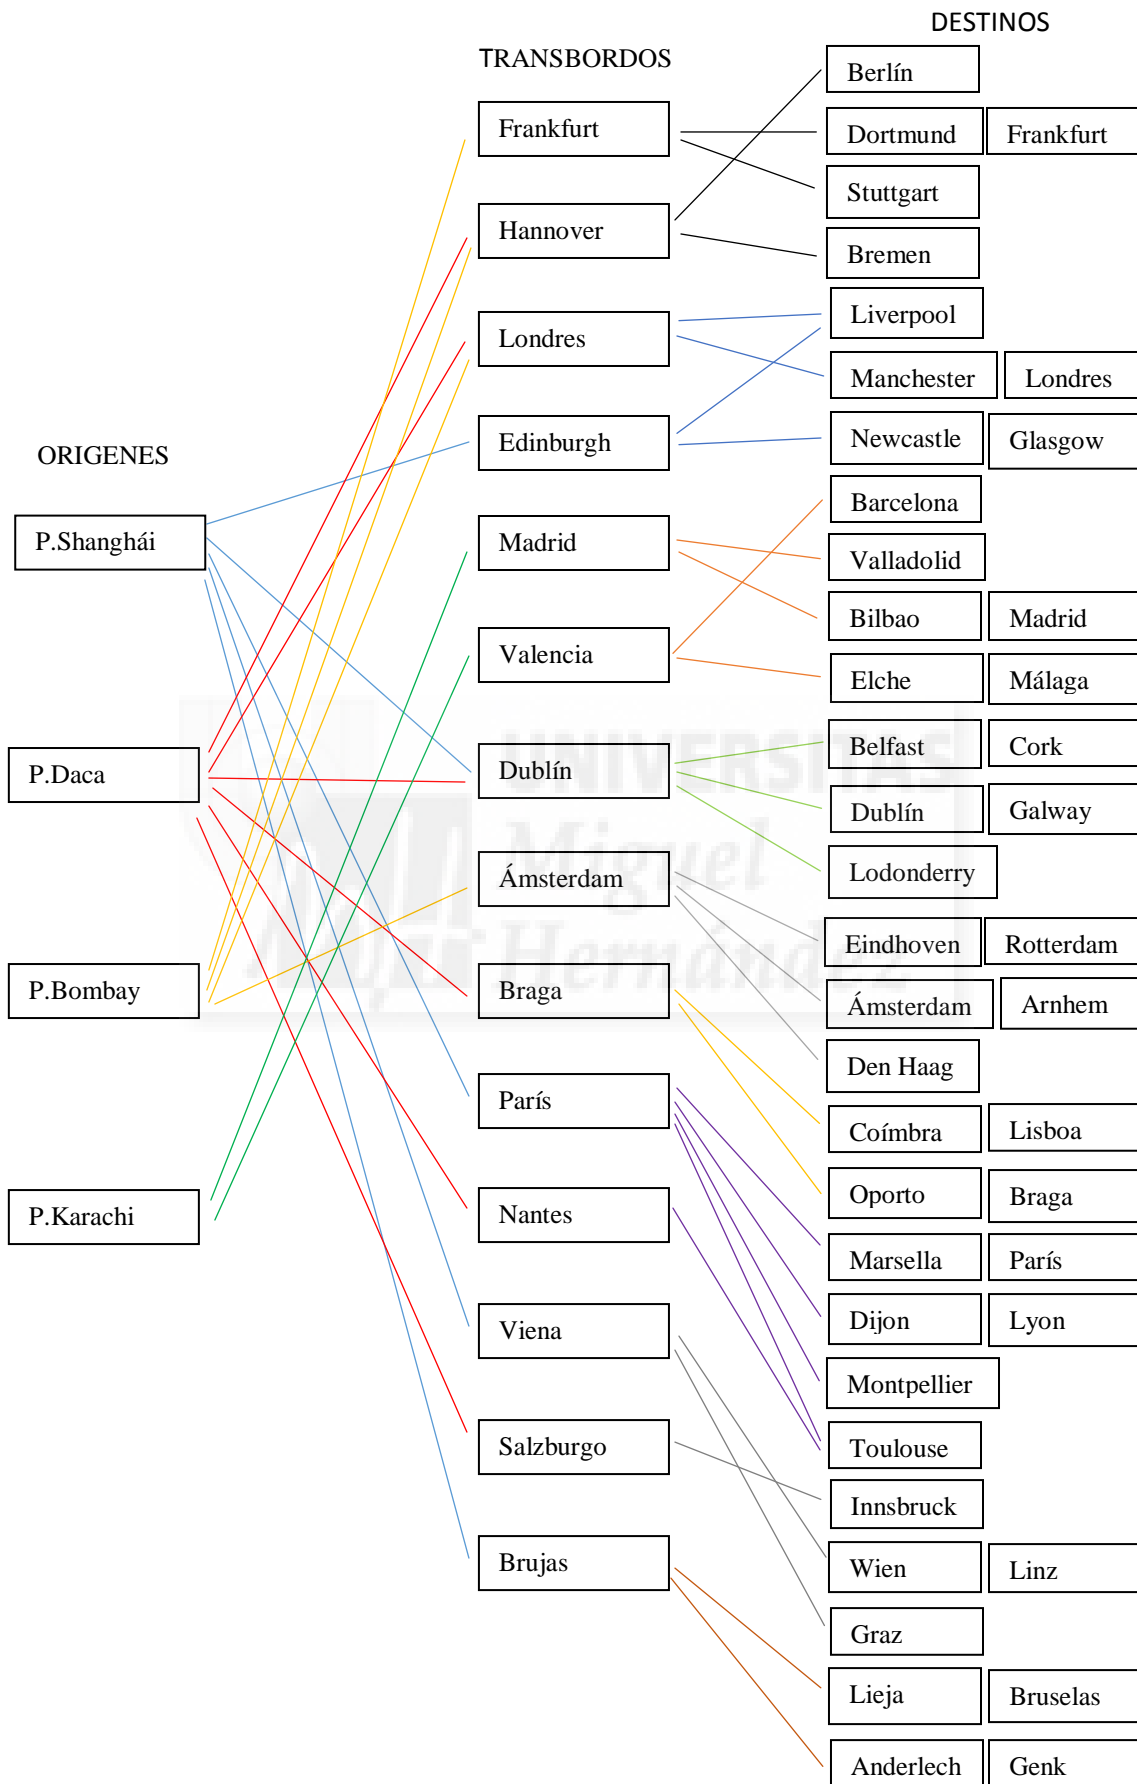 DESTINOS
TRANSBORDOS
Berlín
Frankfurt
Dortmund Frankfurt
Stuttgart
Hannover
Bremen
Liverpool
Londres
Manchester Londres
Edinburgh
Newcastle Glasgow
ORIGENES
Barcelona
P.Shanghái
Madrid
Valladolid
Bilbao Madrid
Valencia
Elche Málaga
UNIVERSITAS
Belfast Cork
P.Daca
Dublín
Dublín Galway
Miguel
Lodonderry
Ámsterdam
Hernández
Eindhoven Rotterdam
P.Bombay
Braga
Ámsterdam Arnhem
Den Haag
París
Coímbra Lisboa
Oporto Braga
P.Karachi
Nantes
Marsella París
Dijon Lyon
Viena
Montpellier
Salzburgo
Toulouse
Innsbruck
Brujas
Wien Linz
Graz
Lieja Bruselas
Anderlech Genk